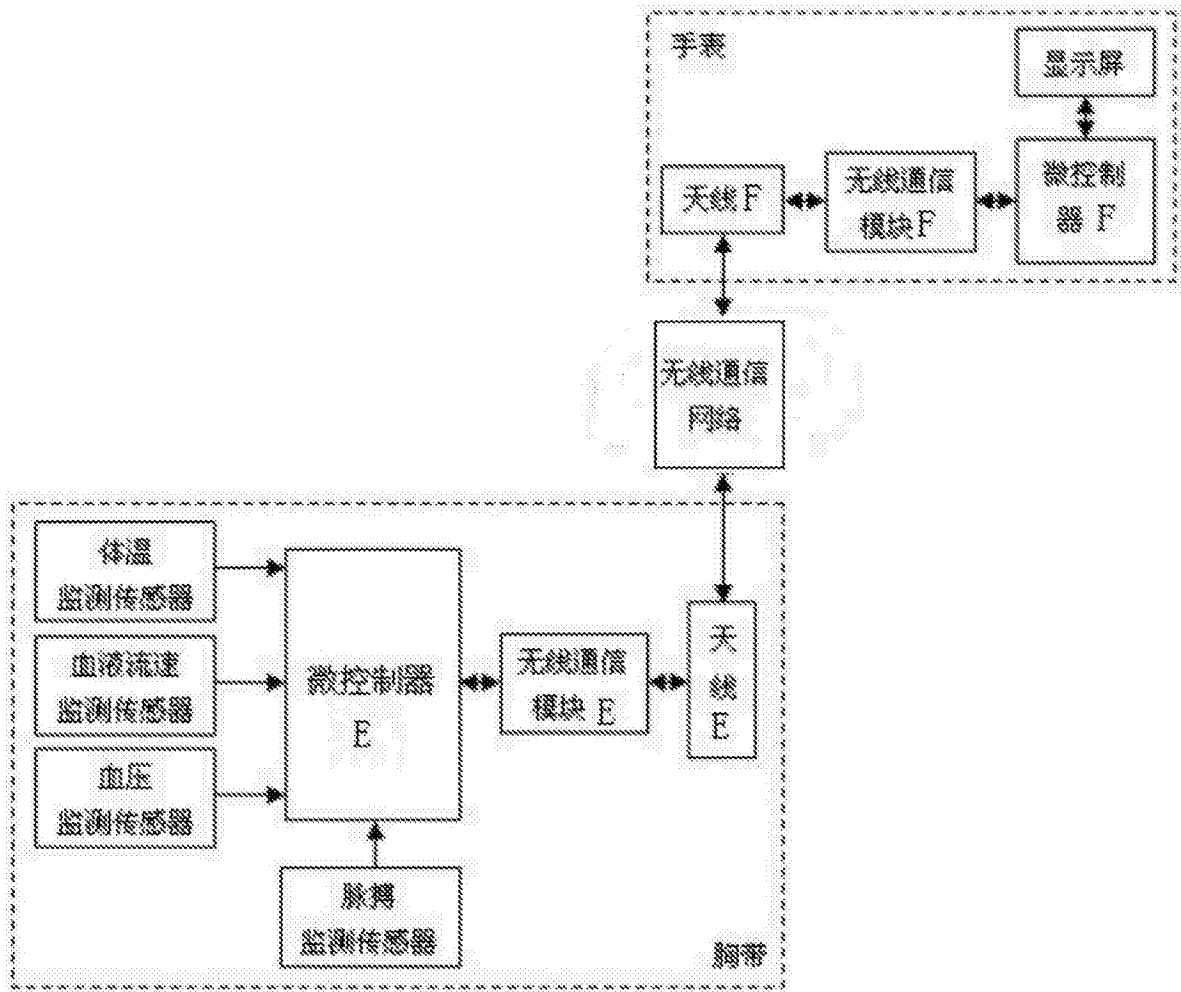 手表
显示屏
天线F
无线通信
模块F
微控制
器 F
无线通信
网络
体温
监测传感器
血液流速
监测传感器
血压
监测传感器
微控制器
E
无线通信
模块 E
天
线
E
脉搏
监测传感器
胸带